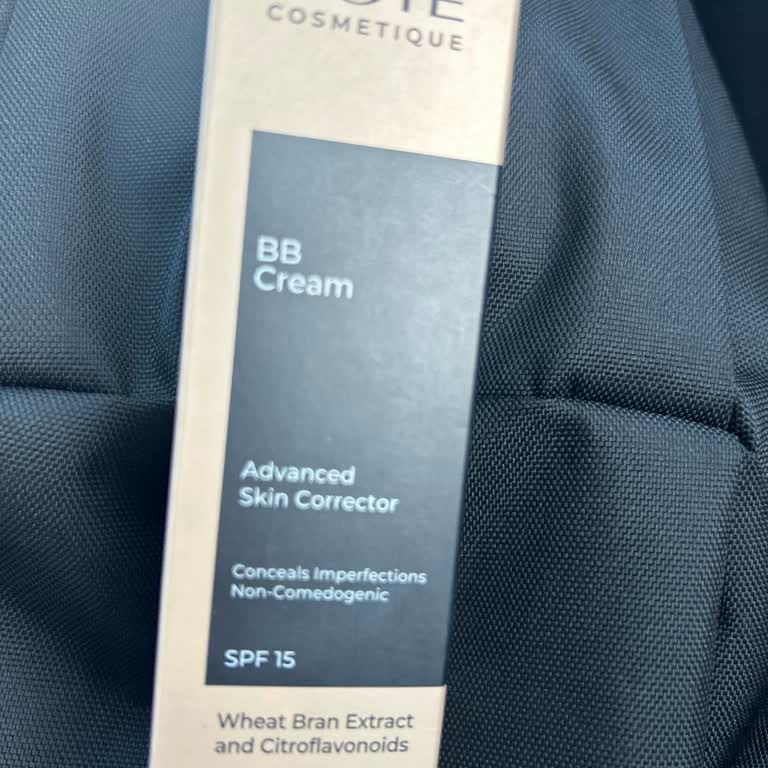 COSMETIQUE
BB
Cream
Advanced
Skin Corrector
Conceals Imperfections
Non-Comedogenic
SPF 15
Wheat Bran Extract
and Citroflavonoids